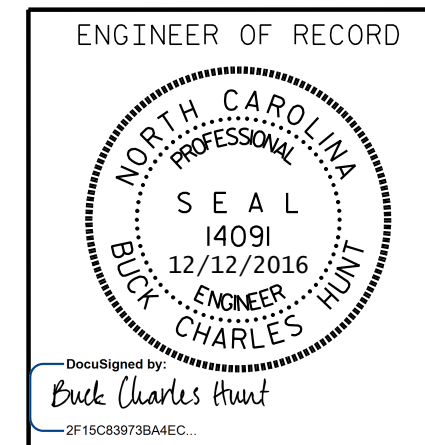 ENGINEER OF RECORD
NORTH CAROLINA
PROFESSIONAL
SEAL
14091
12/12/2016
ENGINEER
BUCK CHARLES HUNT
DocuSigned by:
Buck Charles Hunt
2F15C83973BA4EC...